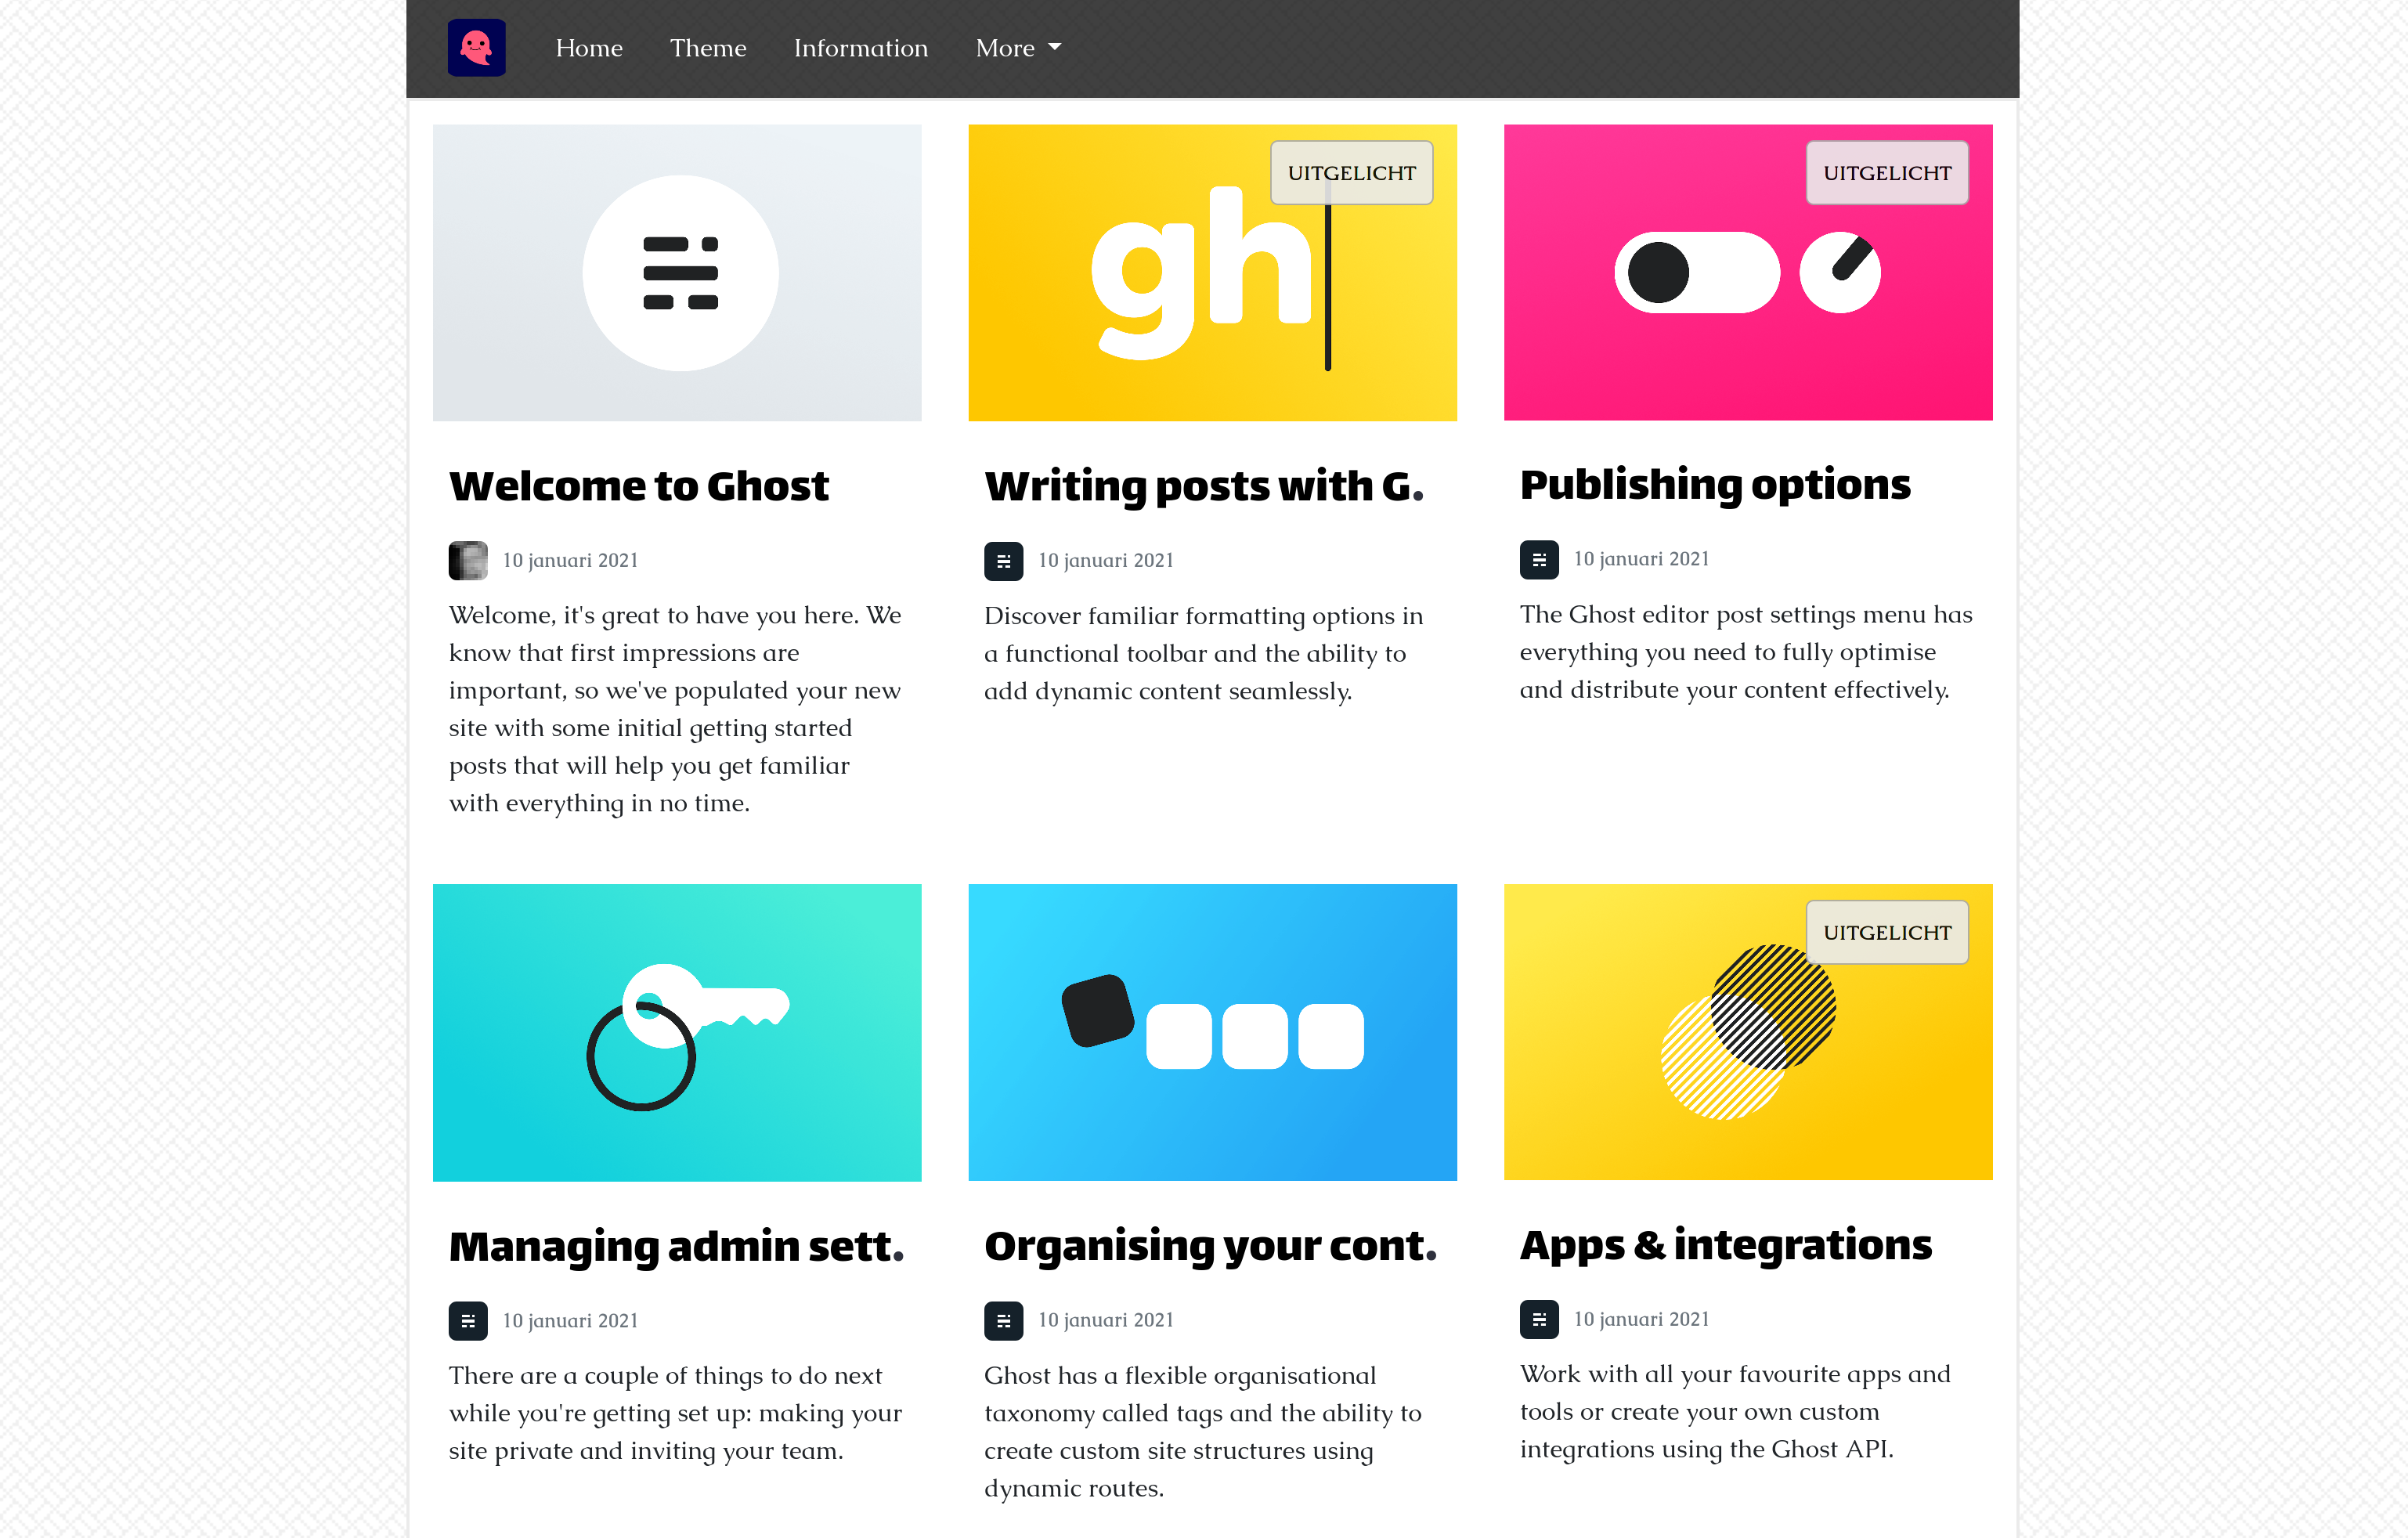 Home Theme Information More
UITGELICHT
gh
UITGELICHT
Welcome to Ghost
10 januari 2021
Welcome, it's great to have you here. We
know that first impressions are
important, so we've populated your new
site with some initial getting started
posts that will help you get familiar
with everything in no time.
Writing posts with G.
10 januari 2021
Discover familiar formatting options in
a functional toolbar and the ability to
add dynamic content seamlessly.
Publishing options
10 januari 2021
The Ghost editor post settings menu has
everything you need to fully optimise
and distribute your content effectively.
UITGELICHT
Managing admin sett.
10 januari 2021
There are a couple of things to do next
while you're getting set up: making your
site private and inviting your team.
Organising your cont.
10 januari 2021
Ghost has a flexible organisational
taxonomy called tags and the ability to
create custom site structures using
dynamic routes.
Apps & integrations
10 januari 2021
Work with all your favourite apps and
tools or create your own custom
integrations using the Ghost API.